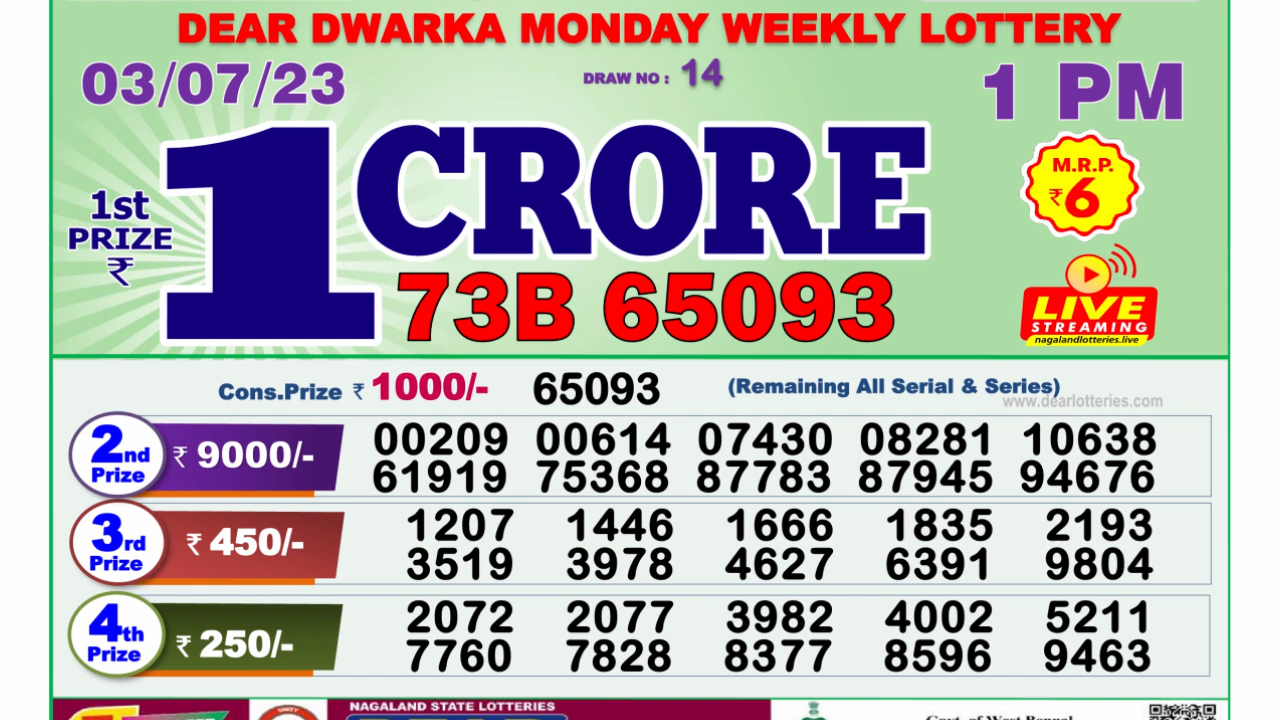 DEAR DWARKA MONDAY WEEKLY LOTTERY
03/07/23
DRAW NO : 14
1 PM
1st
PRIZE
₹
1 CRORE
73B 65093
M.R.P.
₹6
LIVE
STREAMING
nagalandlotteries.live
Cons.Prize ₹ 1000/- 65093 (Remaining All Serial & Series)
www.dearlotteries.com
2nd
Prize
₹ 9000/-
00209 00614 07430 08281 10638
61919 75368 87783 87945 94676
3rd
Prize
₹ 450/-
1207 1446 1666 1835 2193
3519 3978 4627 6391 9804
4th
Prize
₹ 250/-
2072 2077 3982 4002 5211
7760 7828 8377 8596 9463
NAGALAND STATE LOTTERIES
UNITY